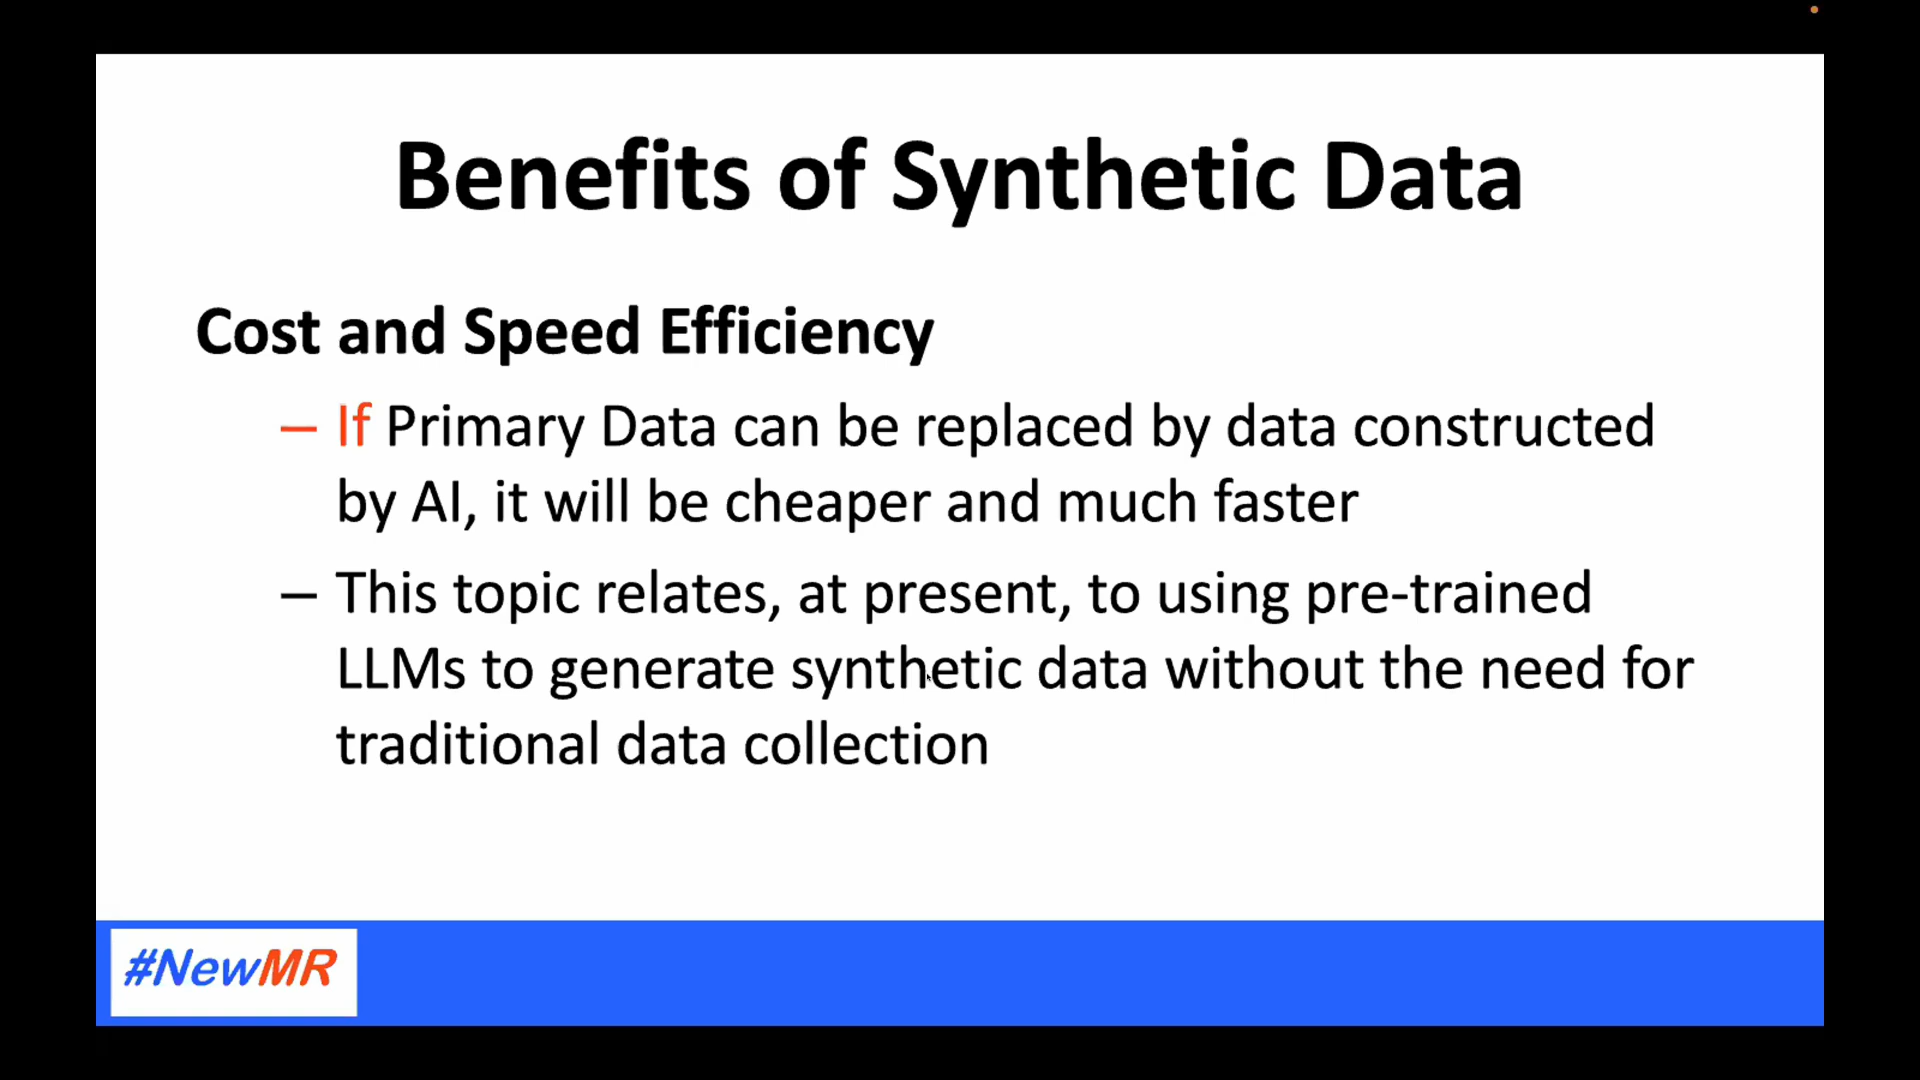 Benefits of Synthetic Data
Cost and Speed Efficiency
– If Primary Data can be replaced by data constructed
by AI, it will be cheaper and much faster
– This topic relates, at present, to using pre-trained
LLMs to generate synthetic data without the need for
traditional data collection
#NewMR